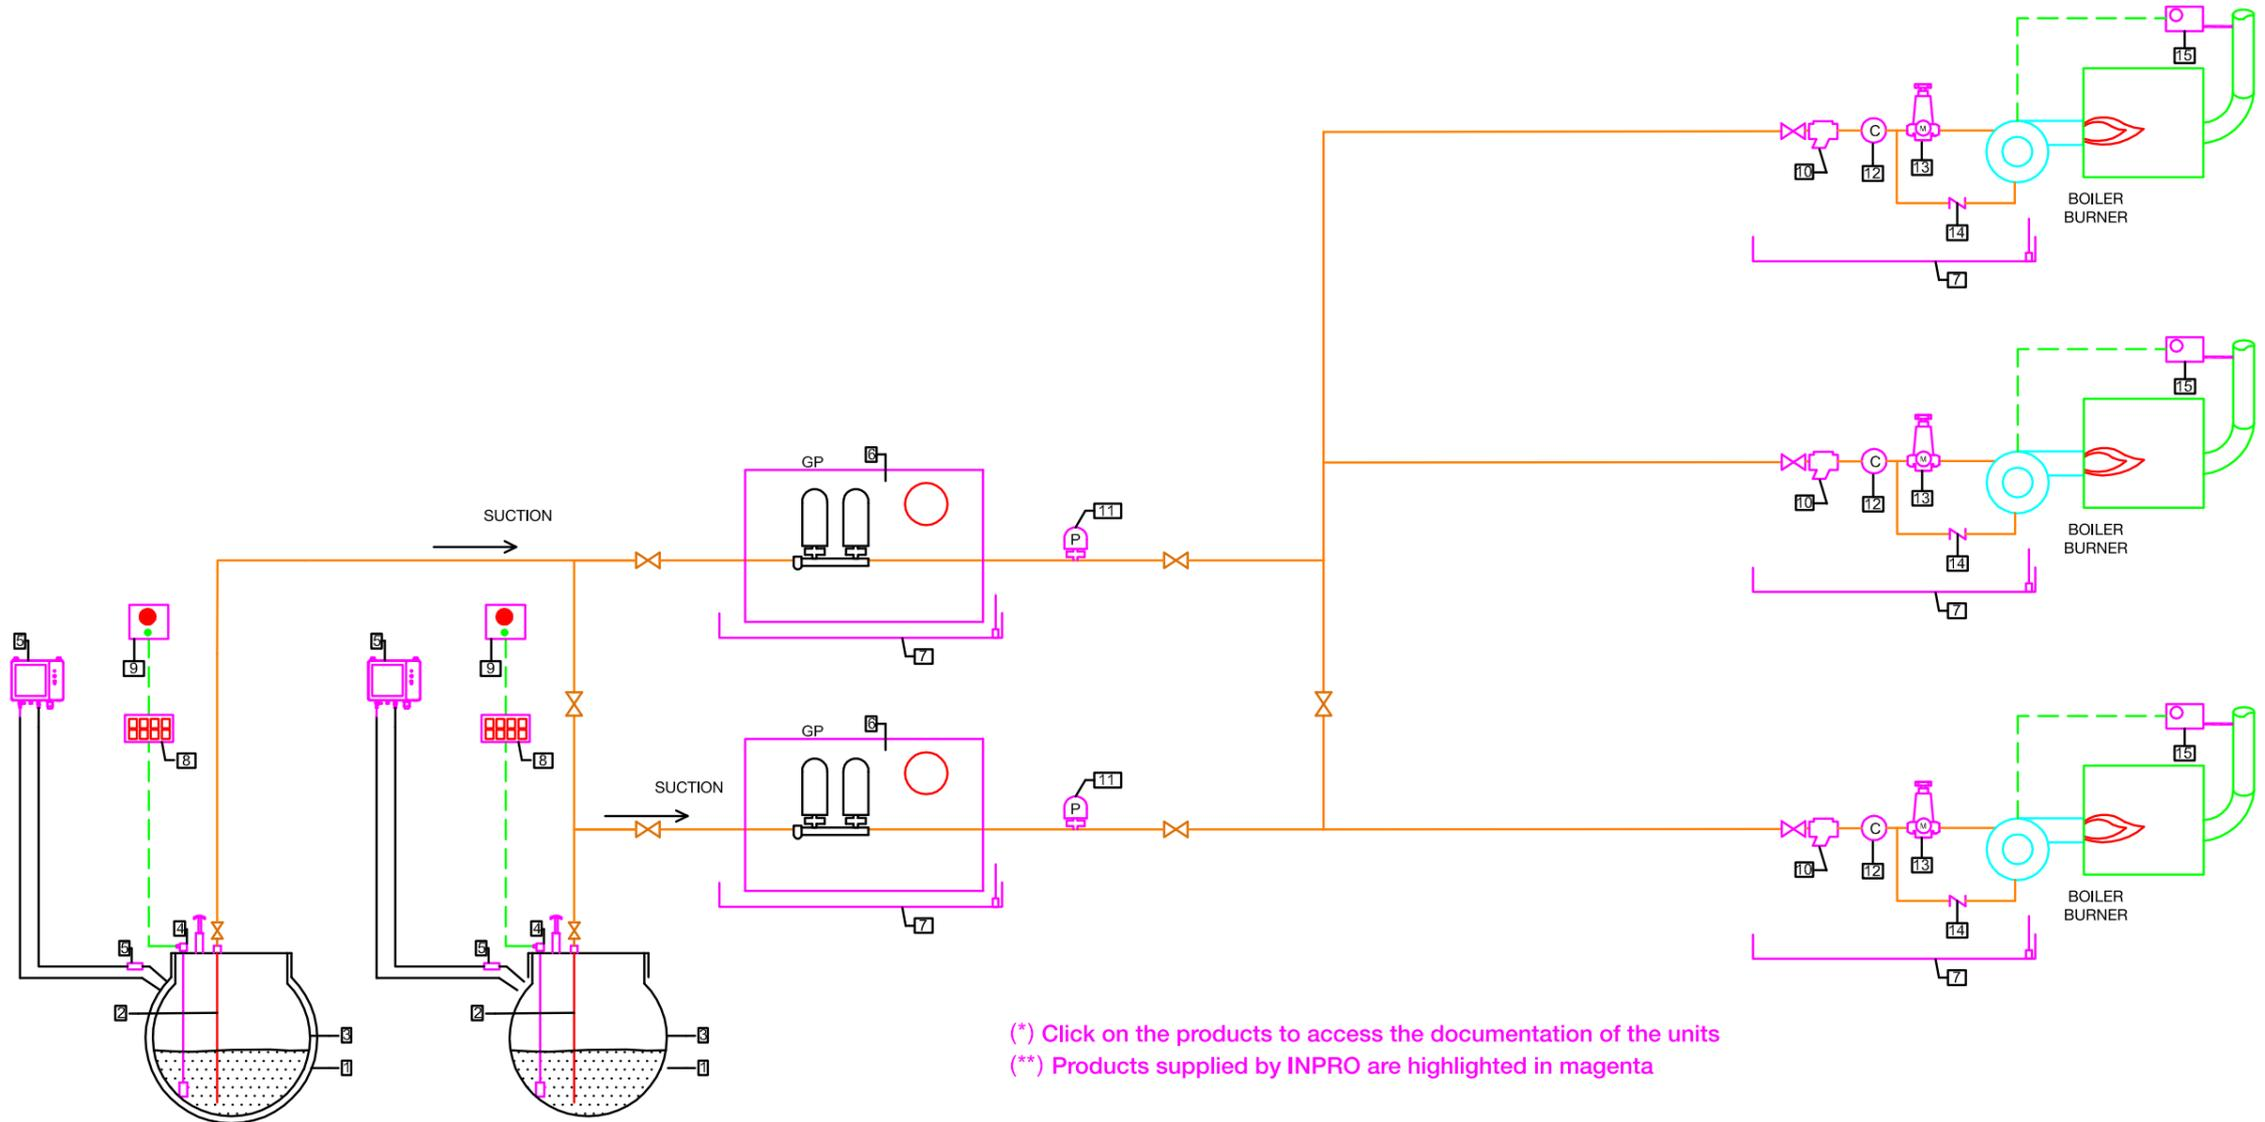 15
C
M
10
12
13
BOILER
BURNER
14
7
15
GP
6
C
M
10
12
13
SUCTION
11
P
BOILER
BURNER
14
7
5
9
5
9
7
15
GP
6
8
8
SUCTION
11
P
C
M
10
12
13
BOILER
BURNER
14
7
4
5
4
5
7
2
3
1
2
3
1
(*) Click on the products to access the documentation of the units
(**) Products supplied by INPRO are highlighted in magenta